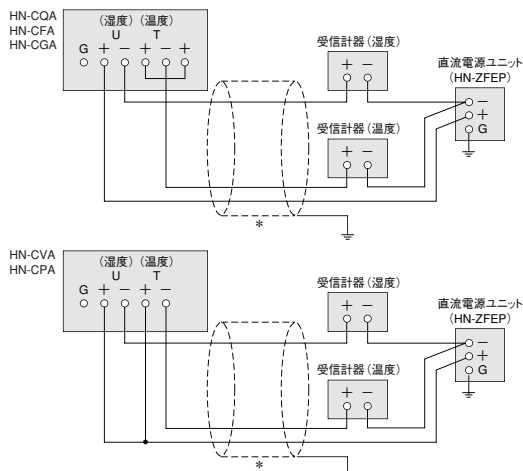 HN-CQA
HN-CFA
HN-CGA
(湿度)(温度)
U T
G + − + − +
受信計器(湿度)
+ −
直流電源ユニット
(HN-ZFEP)
−
+
G
受信計器(温度)
+ −
*
HN-CVA
HN-CPA
(湿度)(温度)
U T
G + − + −
受信計器(湿度)
+ −
直流電源ユニット
(HN-ZFEP)
−
+
G
受信計器(温度)
+ −
*